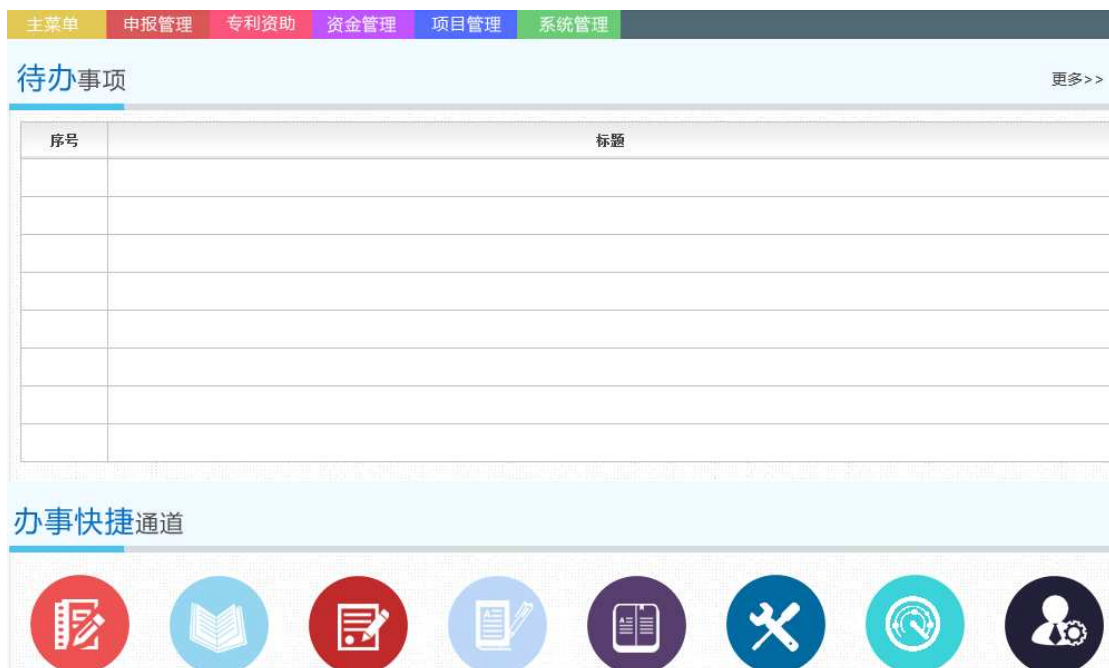 主菜单 申报管理 专利资助 资金管理 项目管理 系统管理
待办事项 更多>>
序号 标题
办事快捷通道